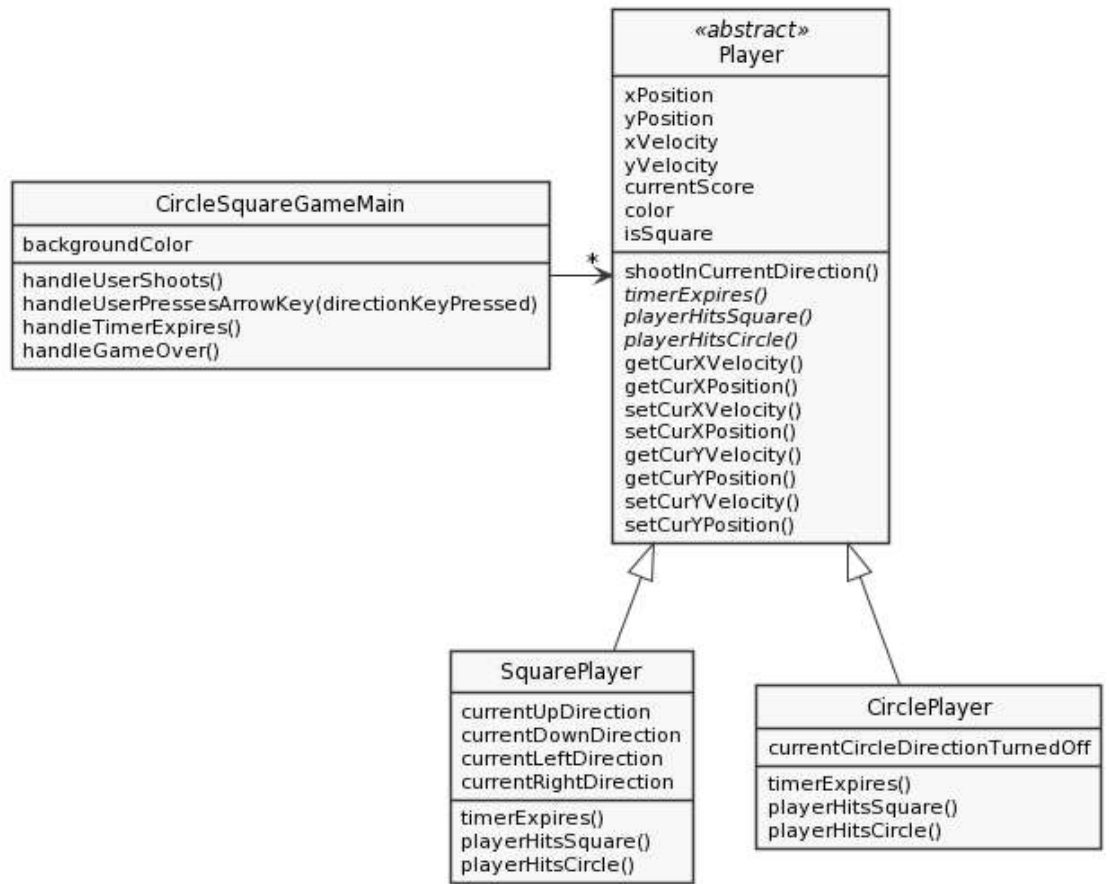 «abstract»
Player
xPosition
yPosition
xVelocity
yVelocity
currentScore
color
isSquare
shootInCurrentDirection()
timerExpires()
playerHitsSquare()
playerHitsCircle()
getCurXVelocity()
getCurXPosition()
setCurXVelocity()
setCurXPosition()
getCurYVelocity()
getCurYPosition()
setCurYVelocity()
setCurYPosition()
CircleSquareGameMain
backgroundColor
handleUserShoots()
handleUserPressesArrowKey(directionKeyPressed)
handleTimerExpires()
handleGameOver()
*
SquarePlayer
currentUpDirection
currentDownDirection
currentLeftDirection
currentRightDirection
timerExpires()
playerHitsSquare()
playerHitsCircle()
CirclePlayer
currentCircleDirectionTurnedOff
timerExpires()
playerHitsSquare()
playerHitsCircle()